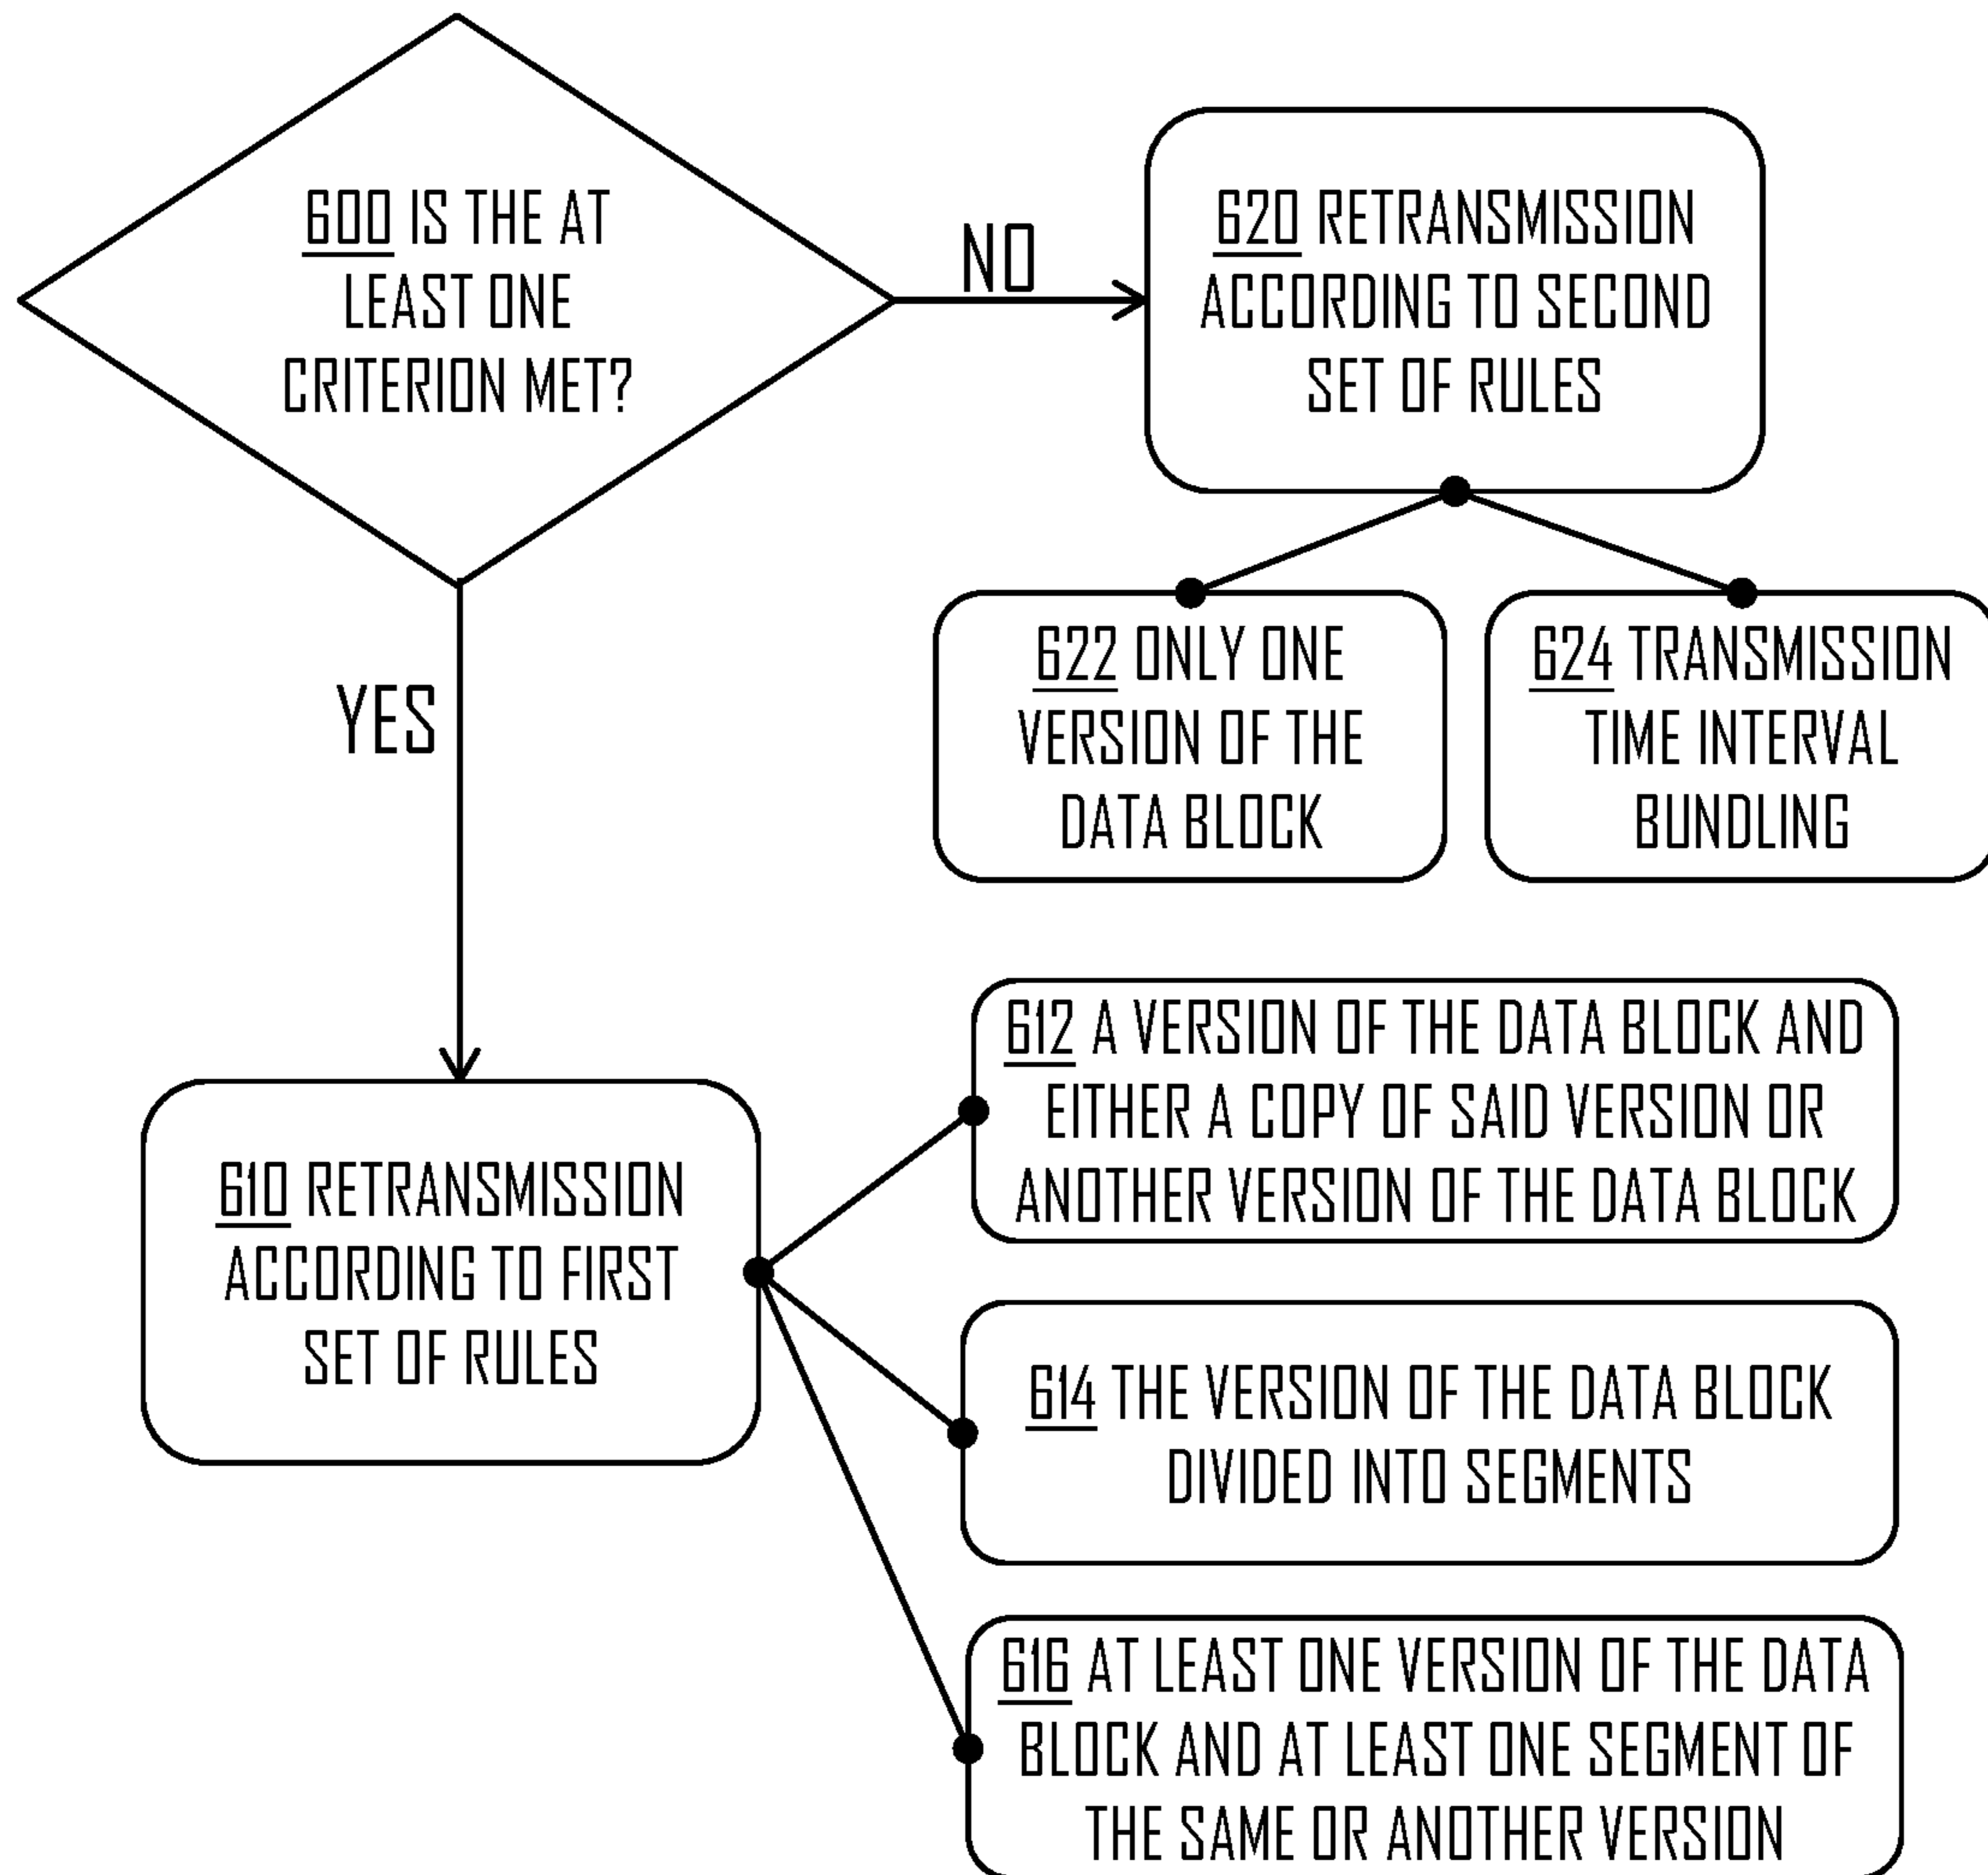 600 IS THE AT
LEAST ONE
CRITERION MET?
NO
620 RETRANSMISSION
ACCORDING TO SECOND
SET OF RULES
622 ONLY ONE
VERSION OF THE
DATA BLOCK
624 TRANSMISSION
TIME INTERVAL
BUNDLING
YES
610 RETRANSMISSION
ACCORDING TO FIRST
SET OF RULES
612 A VERSION OF THE DATA BLOCK AND
EITHER A COPY OF SAID VERSION OR
ANOTHER VERSION OF THE DATA BLOCK
614 THE VERSION OF THE DATA BLOCK
DIVIDED INTO SEGMENTS
616 AT LEAST ONE VERSION OF THE DATA
BLOCK AND AT LEAST ONE SEGMENT OF
THE SAME OR ANOTHER VERSION